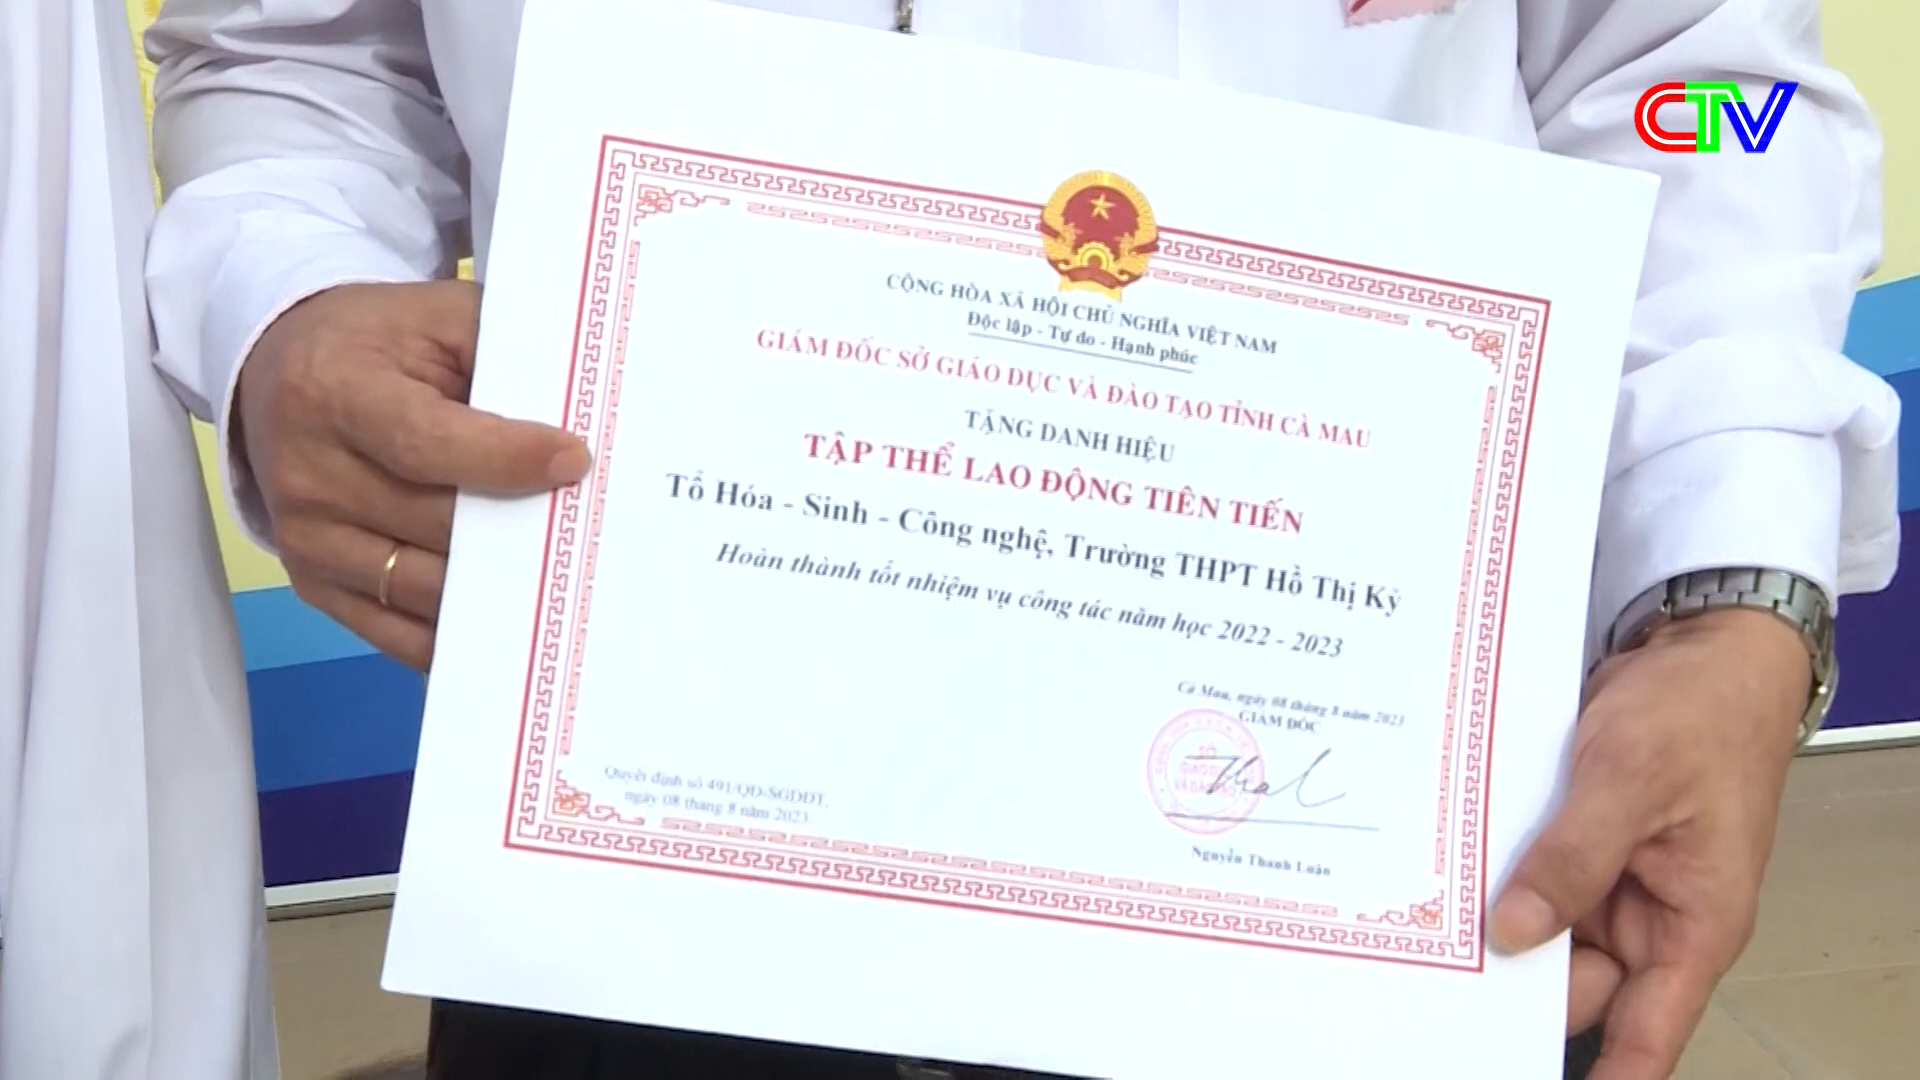 CTV
CỘNG HÒA XÃ HỘI CHỦ NGHĨA VIỆT NAM
Độc lập - Tự do - Hạnh phúc
GIÁM ĐỐC SỞ GIÁO DỤC VÀ ĐÀO TẠO TỈNH CÀ MAU
TẶNG DANH HIỆU
TẬP THỂ LAO ĐỘNG TIÊN TIẾN
Tổ Hóa - Sinh - Công nghệ, Trường THPT Hồ Thị Kỷ
Hoàn thành tốt nhiệm vụ công tác năm học 2022 - 2023
Cà Mau, ngày 08 tháng 8 năm 2023
GIÁM ĐỐC
Quyết định số 491/QĐ-SGDĐT,
ngày 08 tháng 8 năm 2023.
Nguyễn Thanh Luận